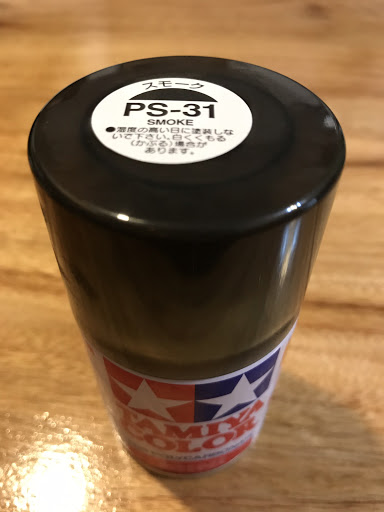 スモーク
PS-31
SMOKE
●湿度の高い日に塗装しな
いで下さい。白くくもる
(かぶる)場合が
あります。
TAMIYA
COLOR